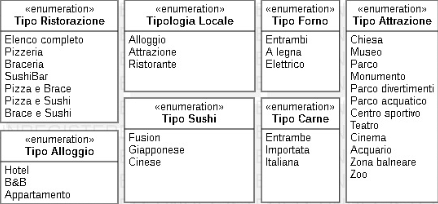 «enumeration»
Tipo Ristorazione
Elenco completo
Pizzeria
Braceria
SushiBar
Pizza e Brace
Pizza e Sushi
Brace e Sushi
«enumeration»
Tipo Alloggio
Hotel
B&B
Appartamento
«enumeration»
Tipologia Locale
Alloggio
Attrazione
Ristorante
«enumeration»
Tipo Sushi
Fusion
Giapponese
Cinese
«enumeration»
Tipo Forno
Entrambi
A legna
Elettrico
«enumeration»
Tipo Carne
Entrambe
Importata
Italiana
«enumeration»
Tipo Attrazione
Chiesa
Museo
Parco
Monumento
Parco divertimenti
Parco acquatico
Centro sportivo
Teatro
Cinema
Acquario
Zona balneare
Zoo